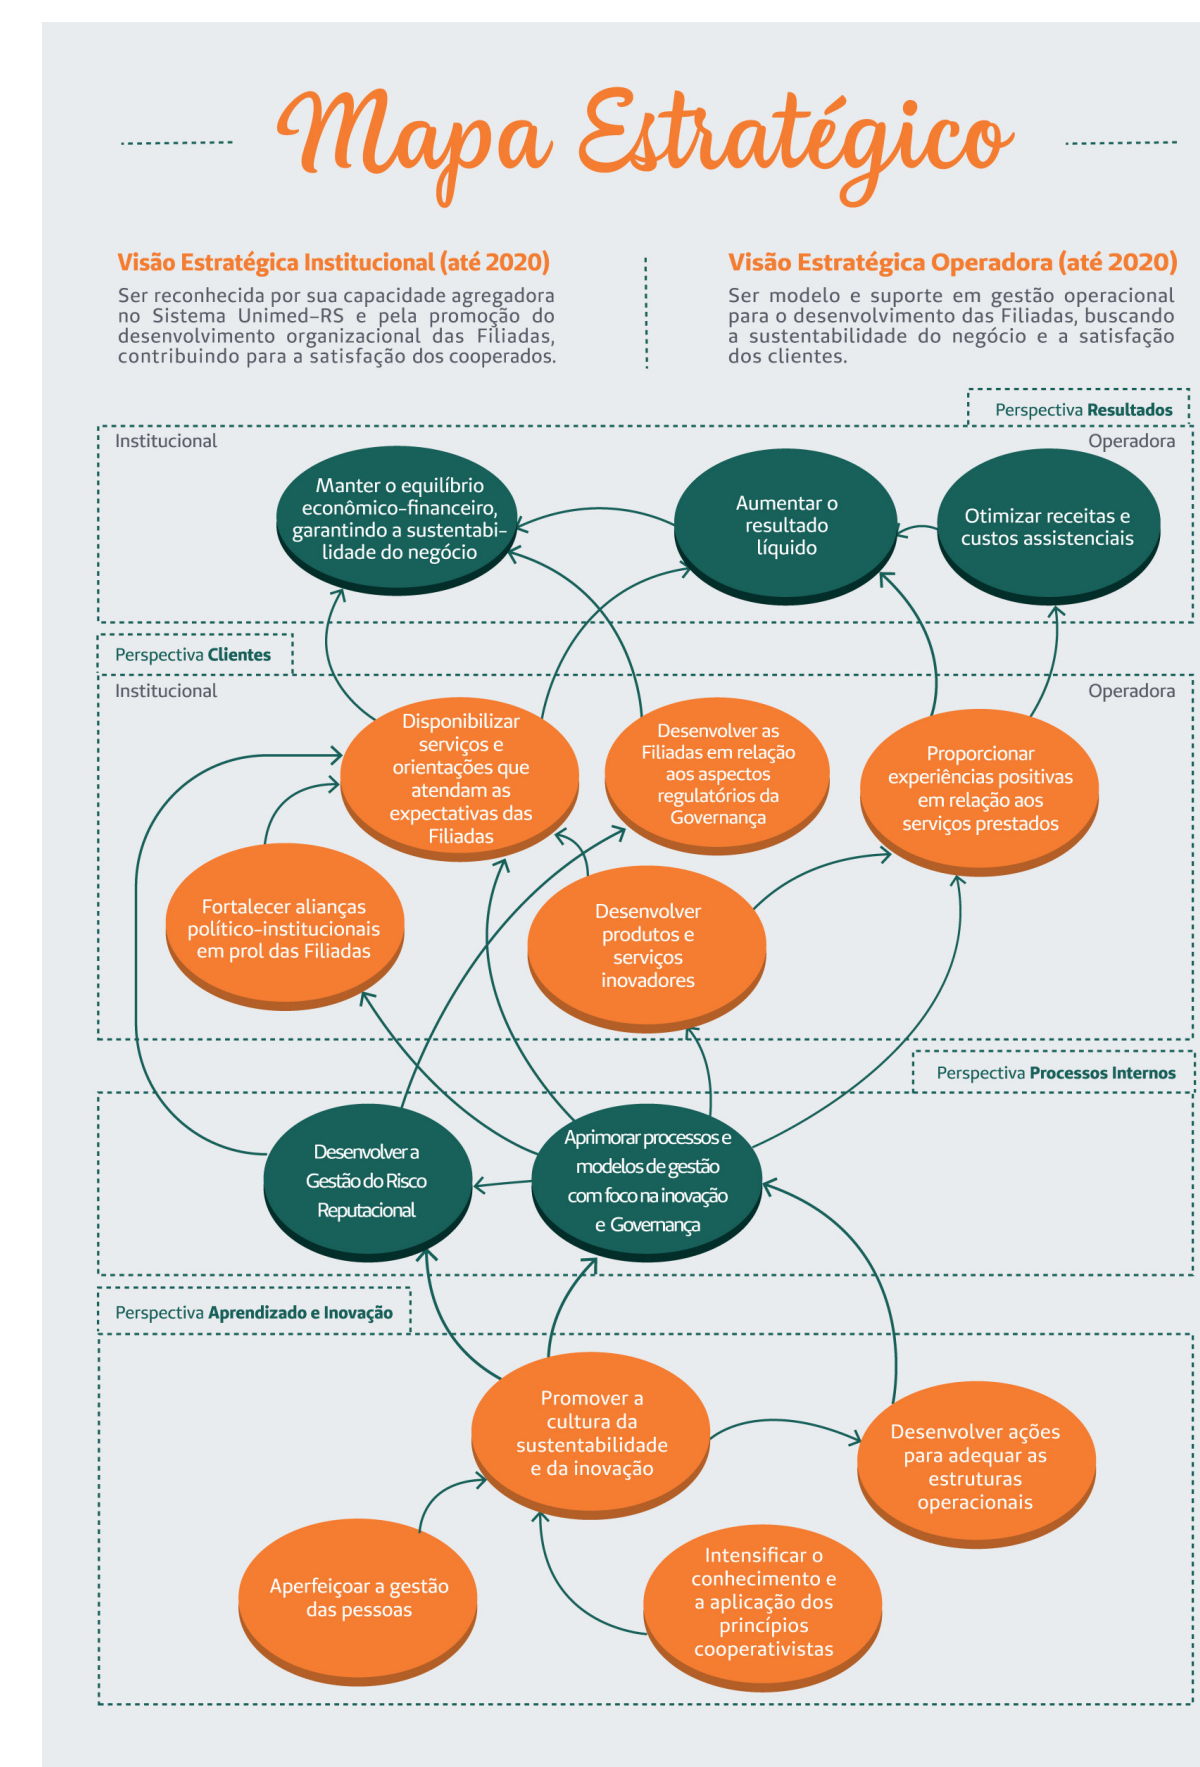 Mapa Estratégico
Visão Estratégica Institucional (até 2020)
Ser reconhecida por sua capacidade agregadora
no Sistema Unimed-RS e pela promoção do
desenvolvimento organizacional das Filiadas,
contribuindo para a satisfação dos cooperados.
Visão Estratégica Operadora (até 2020)
Ser modelo e suporte em gestão operacional
para o desenvolvimento das Filiadas, buscando
a sustentabilidade do negócio e a satisfação
dos clientes.
Perspectiva Resultados
Institucional
Operadora
Manter o equilíbrio
econômico-financeiro,
garantindo a sustentabi-
lidade do negócio
Aumentar o
resultado
líquido
Otimizar receitas e
custos assistenciais
Perspectiva Clientes
Institucional
Operadora
Disponibilizar
serviços e
orientações que
atendam as
expectativas das
Filiadas
Desenvolver as
Filiadas em relação
aos aspectos
regulatórios da
Governança
Proporcionar
experiências positivas
em relação aos
serviços prestados
Fortalecer alianças
político-institucionais
em prol das Filiadas
Desenvolver
produtos e
serviços
inovadores
Perspectiva Processos Internos
Desenvolver a
Gestão do Risco
Reputacional
Aprimorar processos e
modelos de gestão
com foco na inovação
e Governança
Perspectiva Aprendizado e Inovação
Promover a
cultura da
sustentabilidade
e da inovação
Desenvolver ações
para adequar as
estruturas
operacionais
Aperfeiçoar a gestão
das pessoas
Intensificar o
conhecimento e
a aplicação dos
princípios
cooperativistas